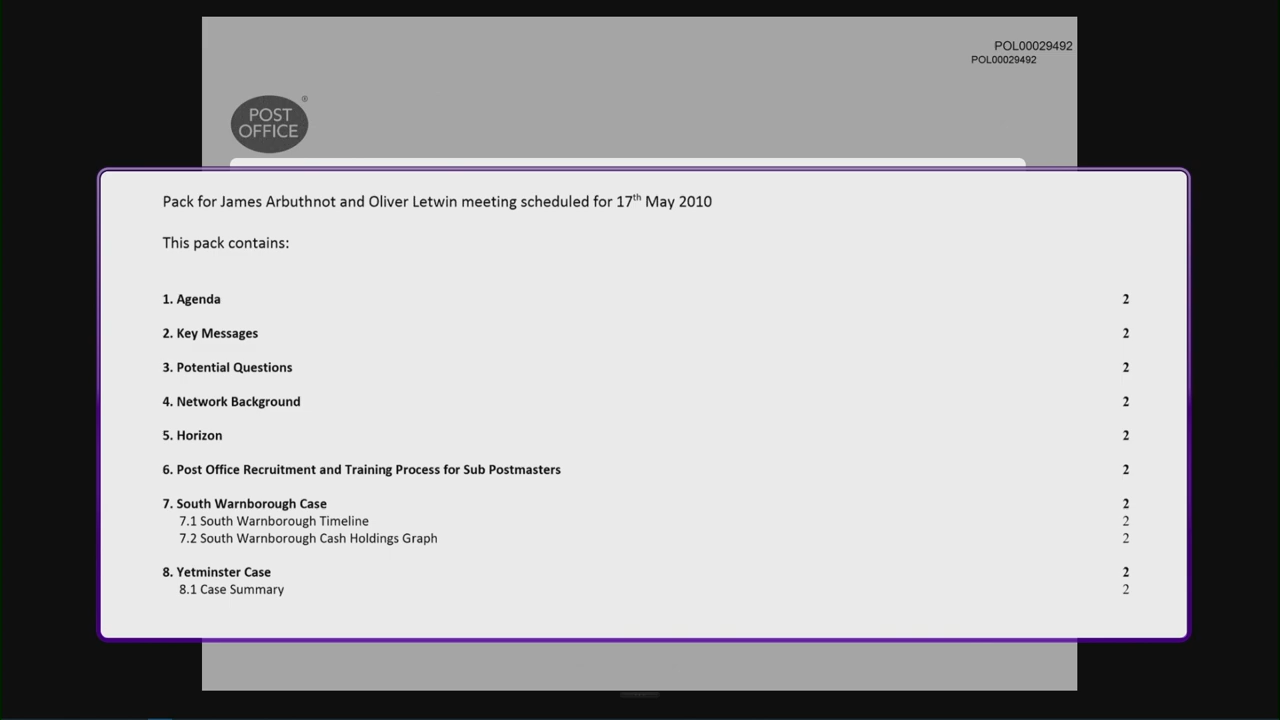 POL00029492
POL00029492
POST
OFFICE
®
Pack for James Arbuthnot and Oliver Letwin meeting scheduled for 17th May 2010
This pack contains:
1. Agenda 2
2. Key Messages 2
3. Potential Questions 2
4. Network Background 2
5. Horizon 2
6. Post Office Recruitment and Training Process for Sub Postmasters 2
7. South Warnborough Case 2
7.1 South Warnborough Timeline 2
7.2 South Warnborough Cash Holdings Graph 2
8. Yetminster Case 2
8.1 Case Summary 2